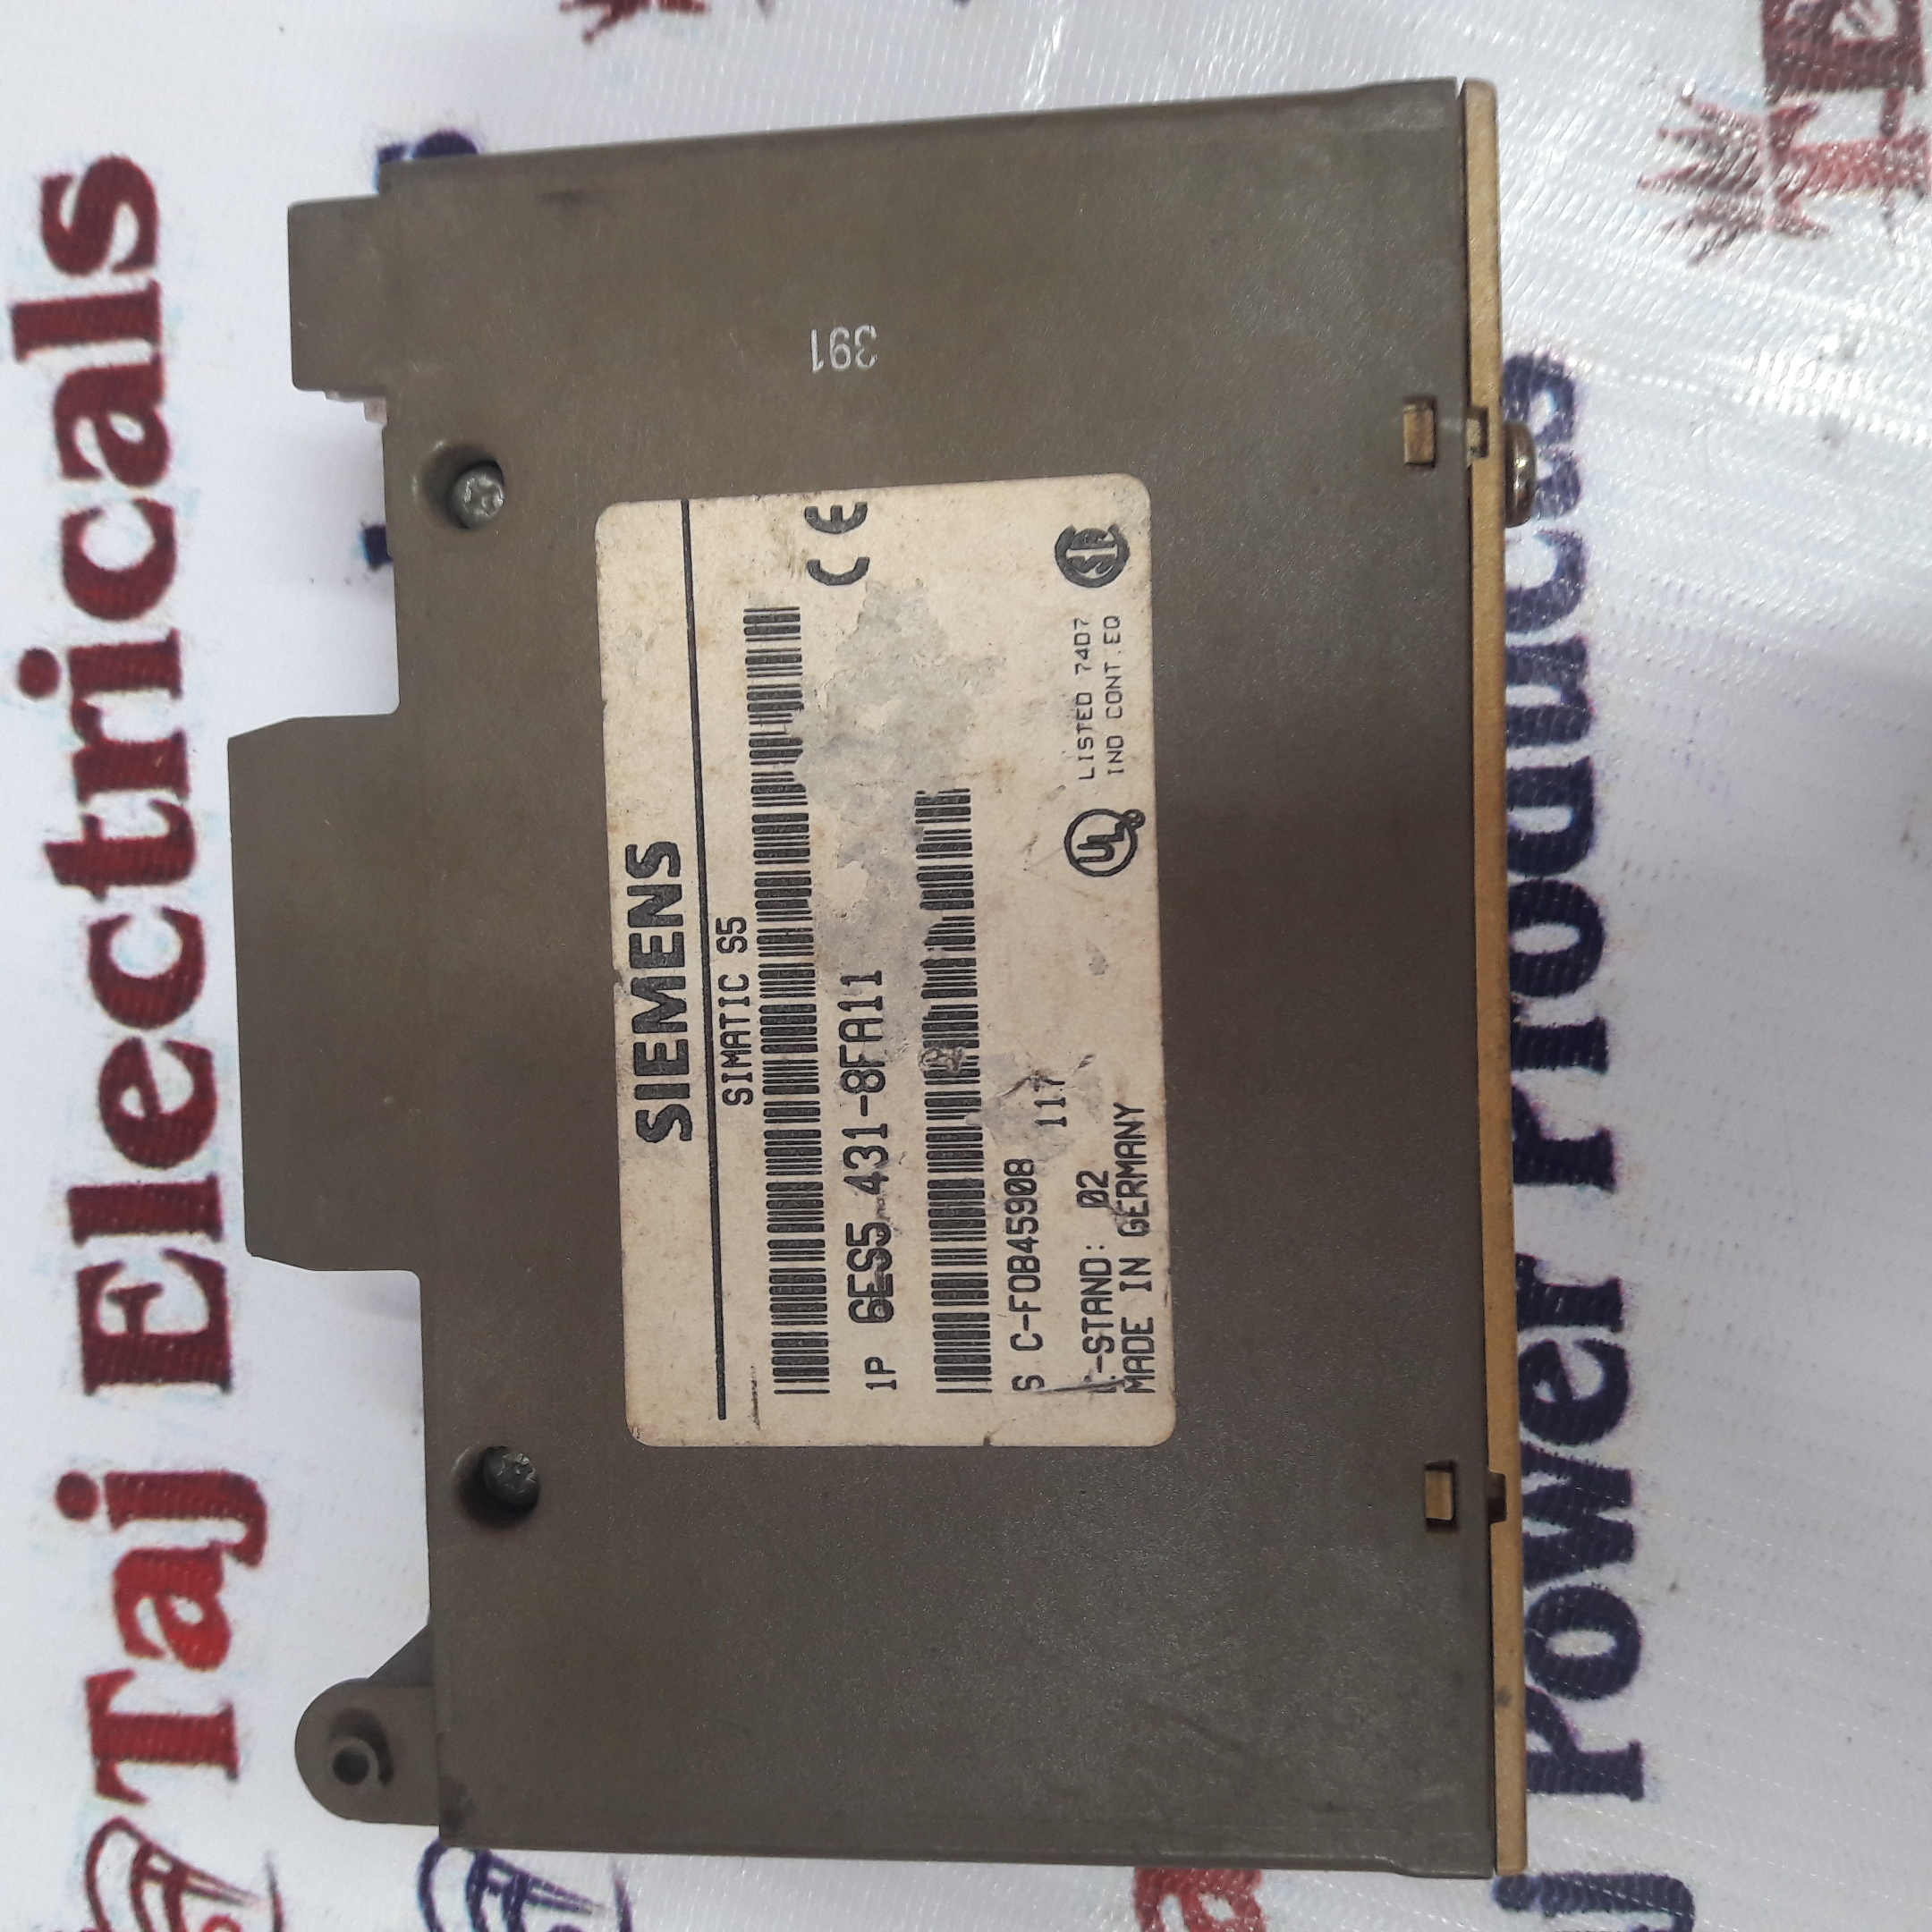 Taj Electricals
SIEMENS
SIMATIC S5
1P 6ES5 431-8FA11
S C-F0B45908
117
-STAND: 02
MADE IN GERMANY
CE
UL
LISTED 74D7
IND CONT.EQ
391
Power Products